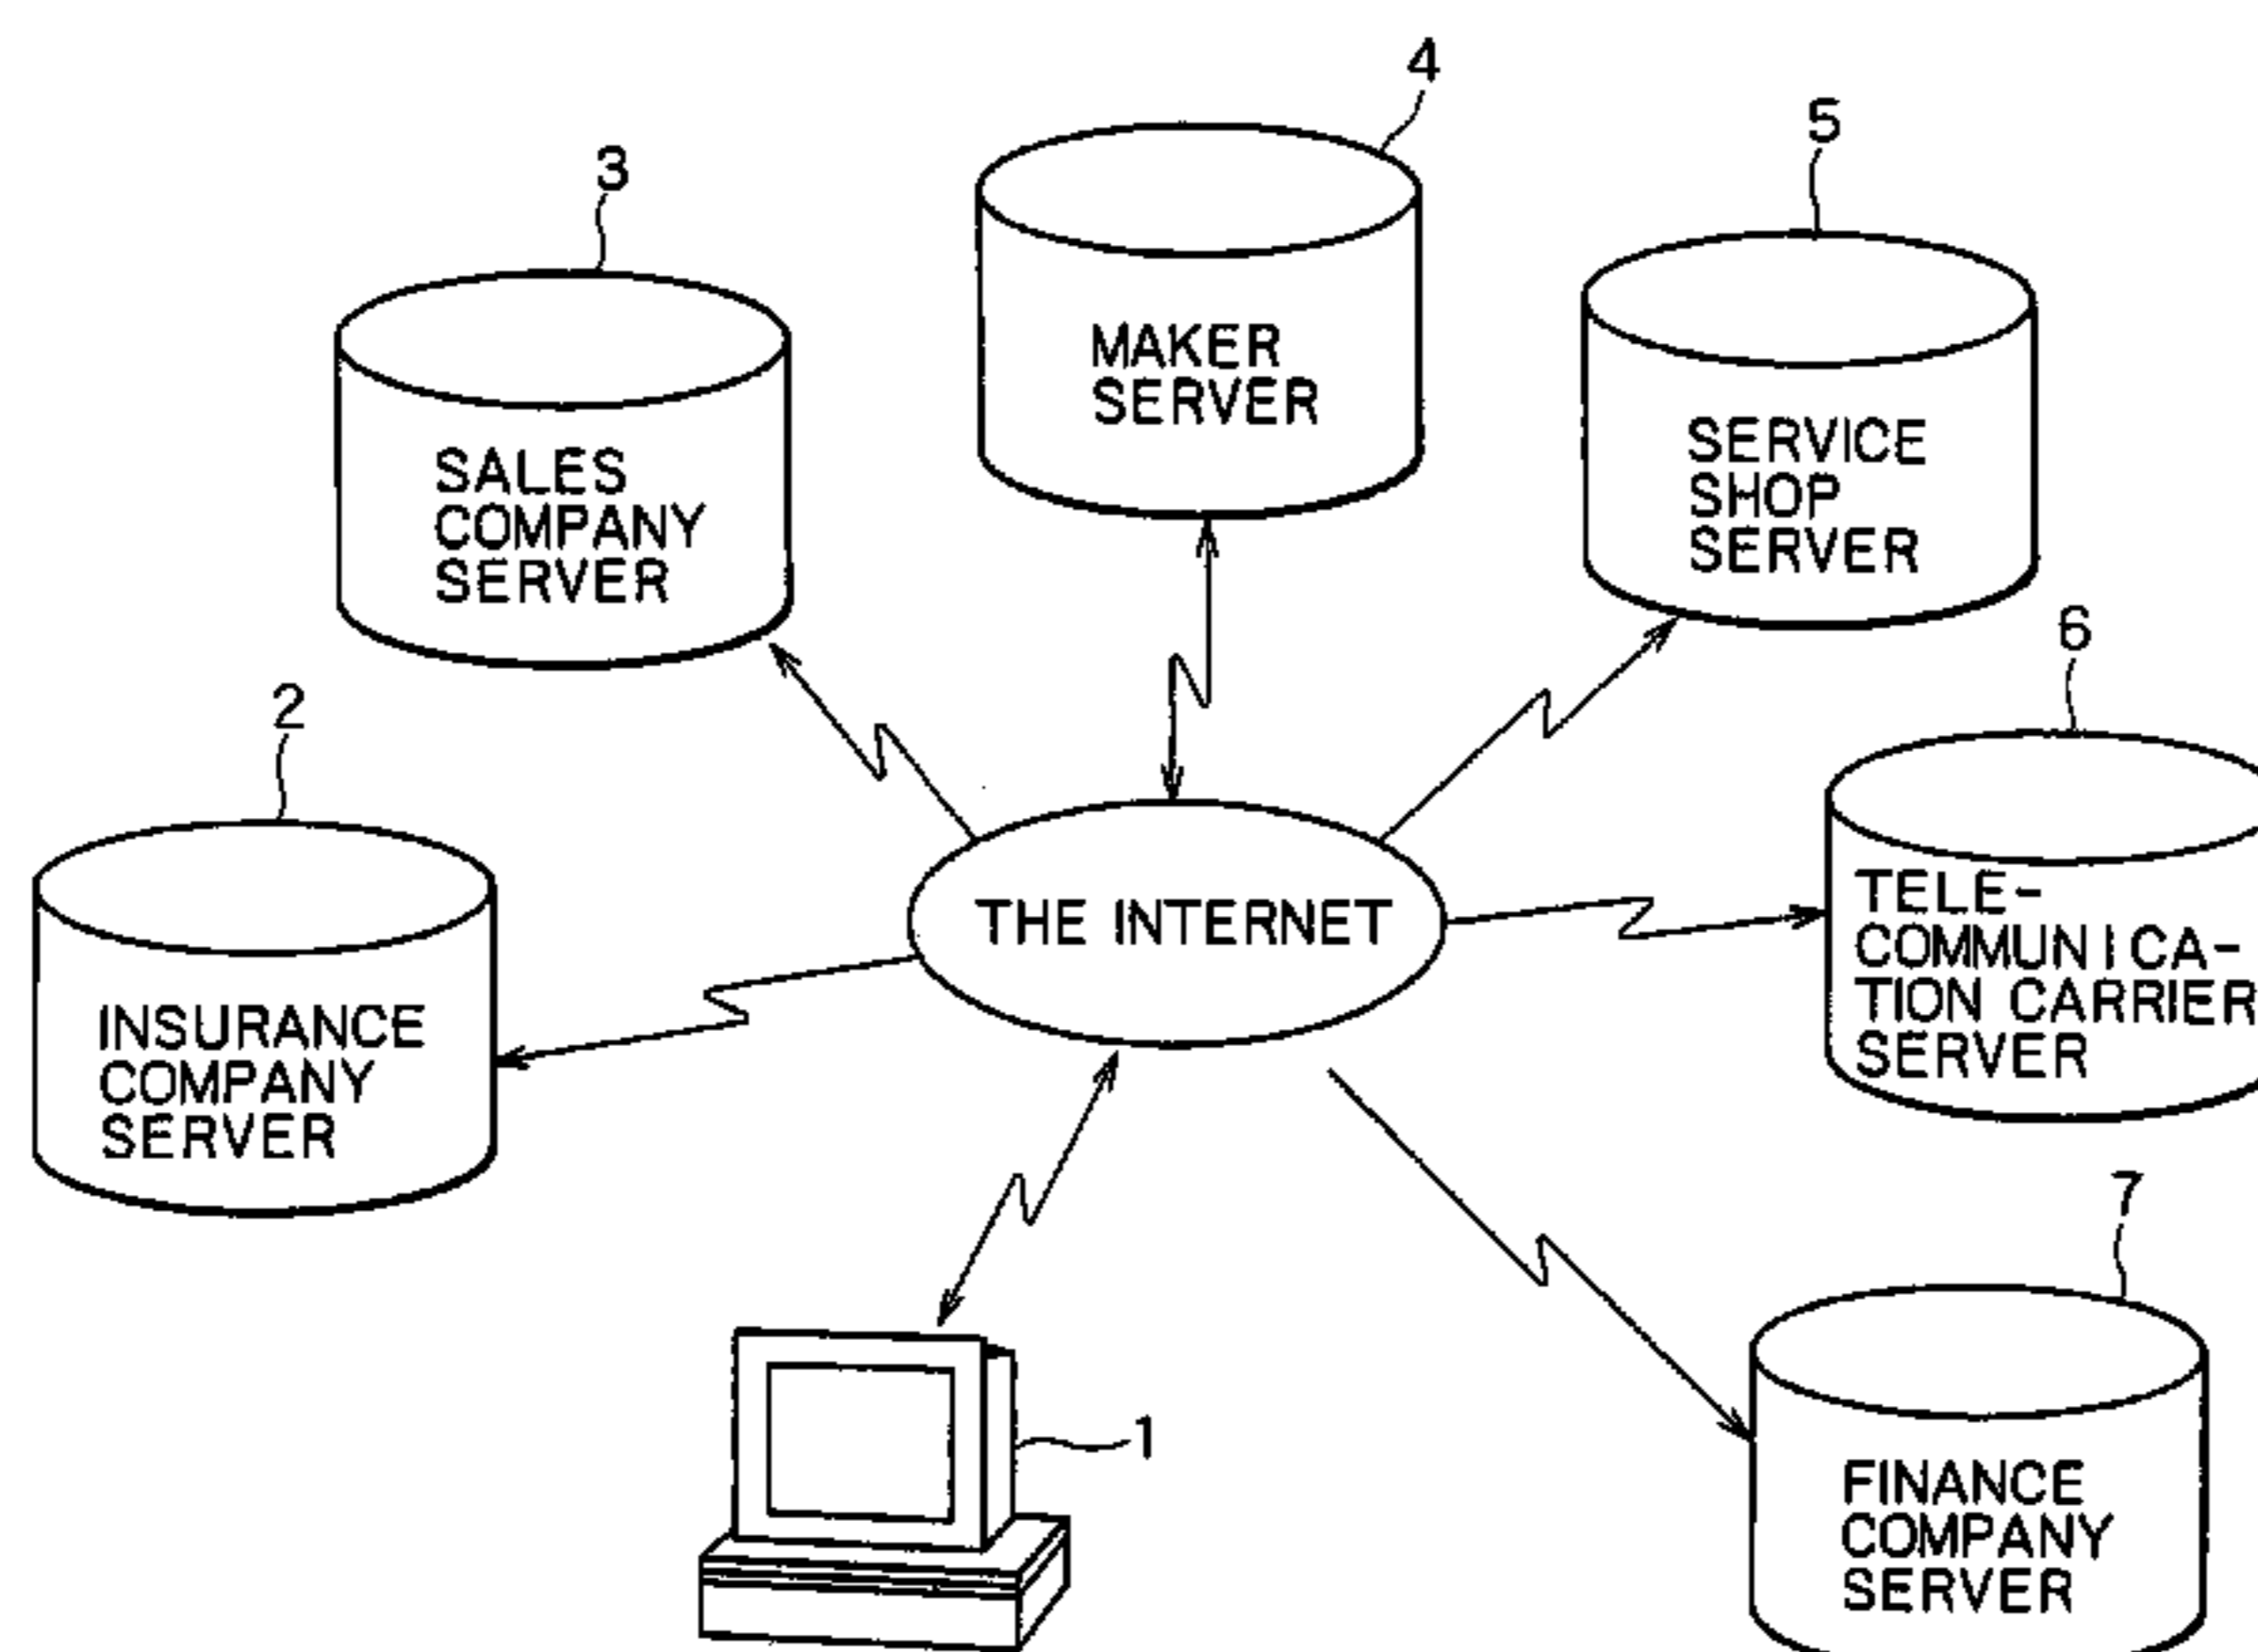 4
5
3
MAKER
SERVER
SERVICE
SHOP
SERVER
SALES
COMPANY
SERVER
6
2
TELE-
COMMUNICA-
TION CARRIER
SERVER
THE INTERNET
INSURANCE
COMPANY
SERVER
7
1
FINANCE
COMPANY
SERVER